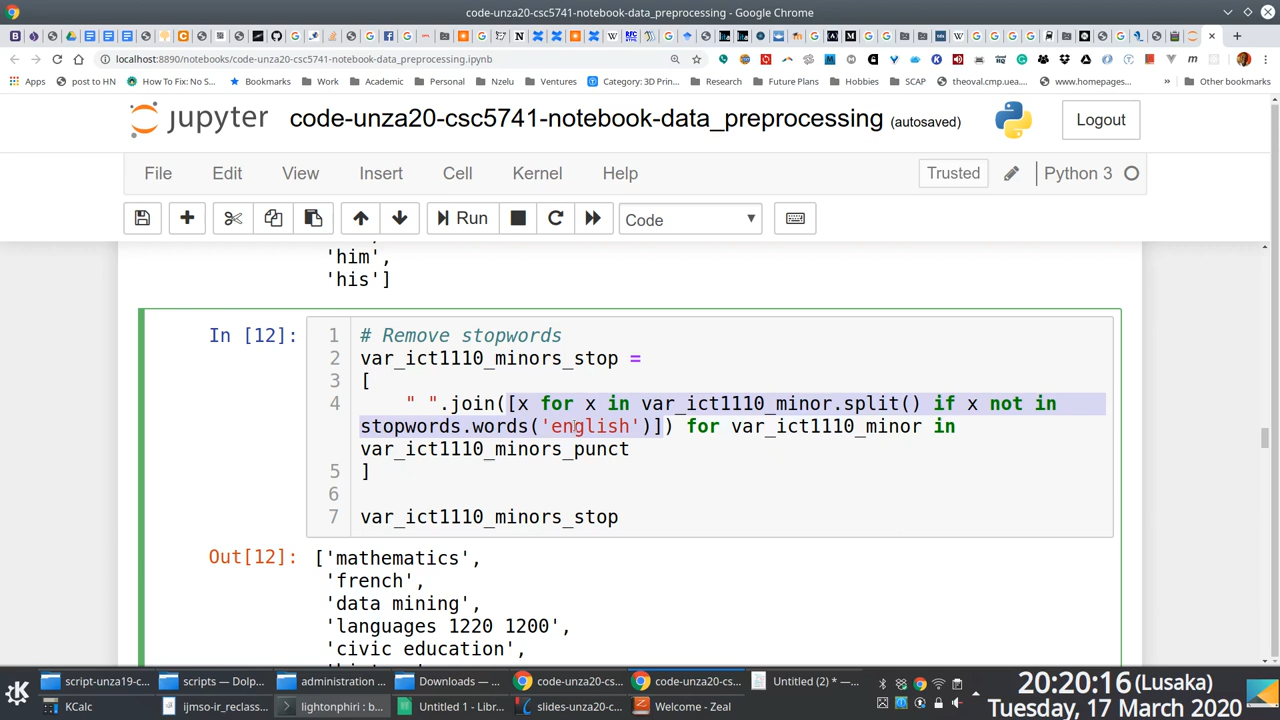 code-unza20-csc5741-notebook-data_preprocessing - Google Chrome
localhost:8890/notebooks/code-unza20-csc5741-notebook-data_preprocessing.ipynb
Apps post to HN How To Fix: No S... Bookmarks Work Academic Personal Nzelu Ventures Category: 3D Prin... Research Future Plans Hobbies SCAP theoval.cmp.uea... www.homepages... » Other bookmarks
jupyter code-unza20-csc5741-notebook-data_preprocessing (autosaved) Logout
File Edit View Insert Cell Kernel Help Trusted Python 3
Run Code
'him',
'his']
In [12]: 1 # Remove stopwords
2 var_ict1110_minors_stop =
3 [
4 " ".join([x for x in var_ict1110_minor.split() if x not in
stopwords.words('english')]) for var_ict1110_minor in
var_ict1110_minors_punct
5 ]
6
7 var_ict1110_minors_stop
Out[12]: ['mathematics',
'french',
'data mining',
'languages 1220 1200',
'civic education',
script-unza19-c... scripts — Dolp... administration ... Downloads — ... code-unza20-cs... code-unza20-cs... Untitled (2) * —...
KCalc ijmso-ir_reclass... lightonphiri : b... Untitled 1 - Libr... slides-unza20-cs... Welcome - Zeal
20:20:16 (Lusaka)
Tuesday, 17 March 2020